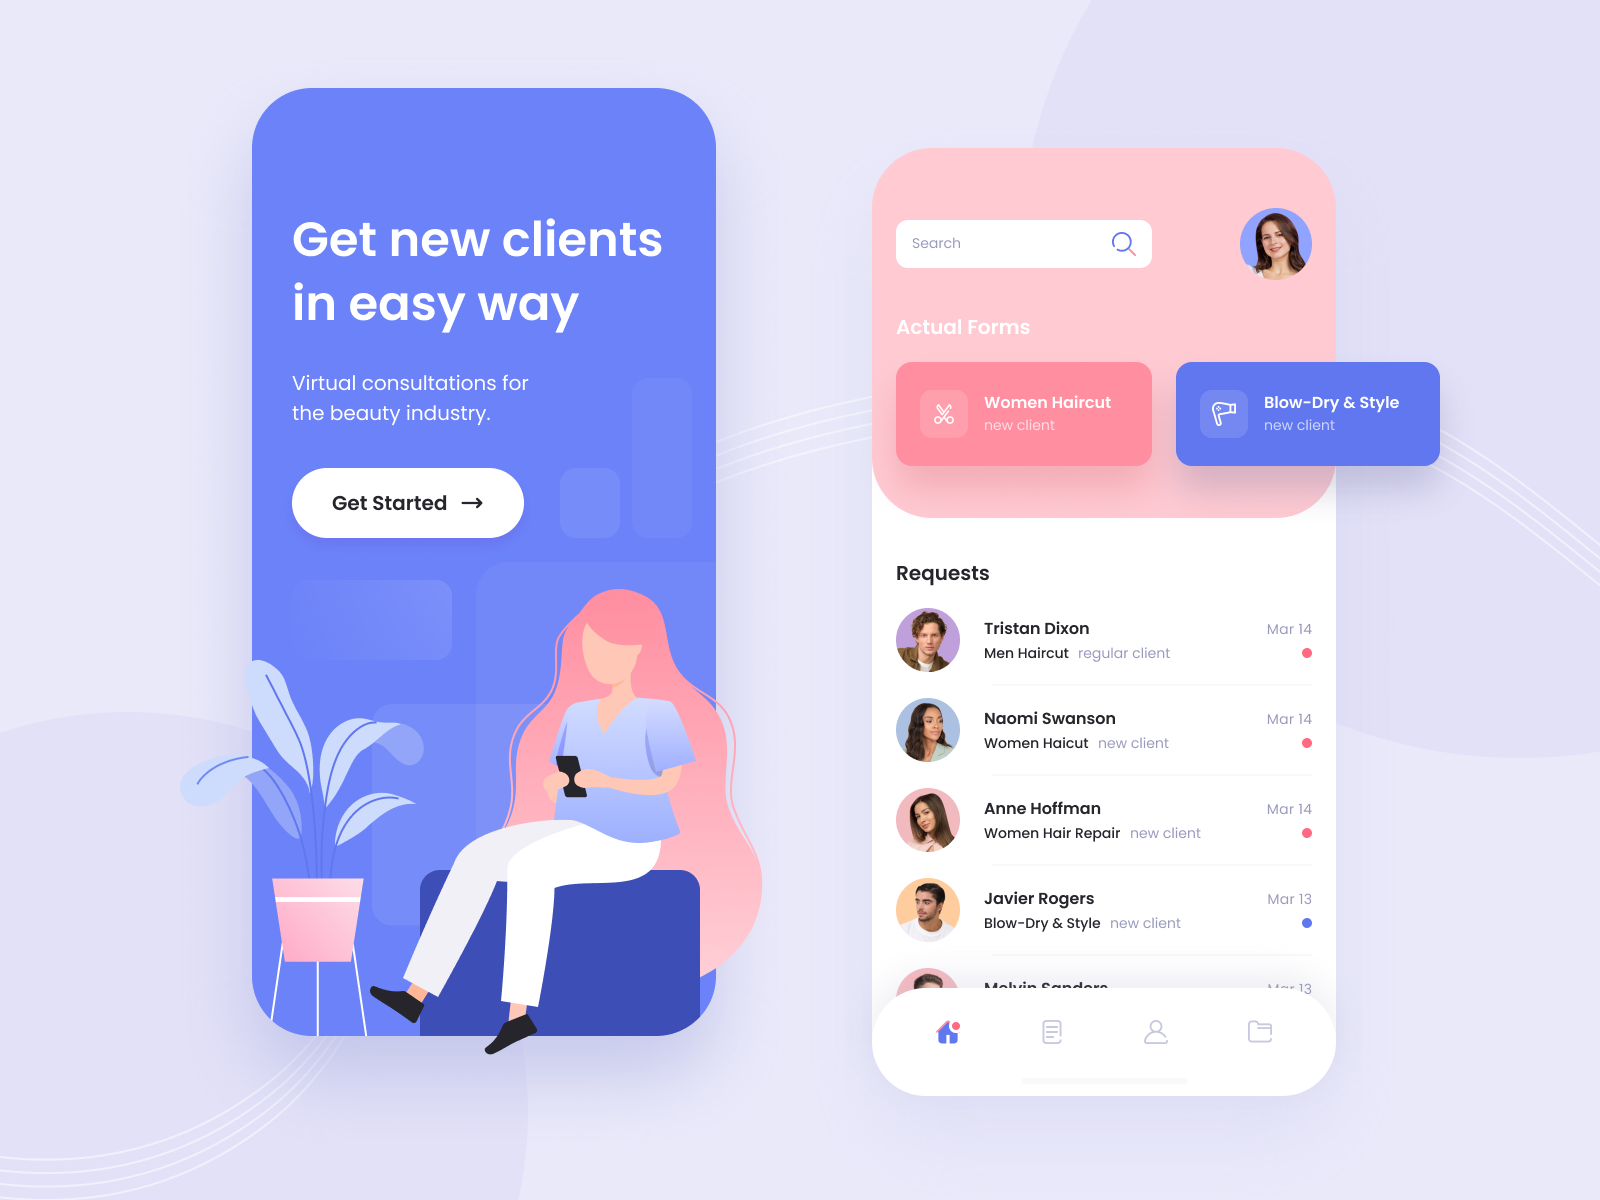 Get new clients
in easy way
Virtual consultations for
the beauty industry.
Get Started
Search
Actual Forms
Women Haircut
new client
Blow-Dry & Style
new client
Requests
Tristan Dixon
Mar 14
Men Haircut regular client
Naomi Swanson
Mar 14
Women Haicut new client
Anne Hoffman
Mar 14
Women Hair Repair new client
Javier Rogers
Mar 13
Blow-Dry & Style new client
Melvin Sanders
Mar 13